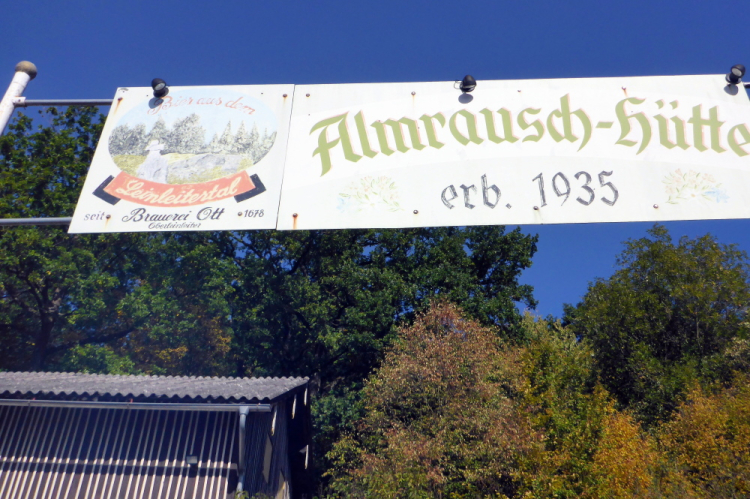 Bier aus dem
Leinleitertal
seit Brauerei Ott 1678
Oberleinleiter
Almrausch-Hütte
erb. 1935